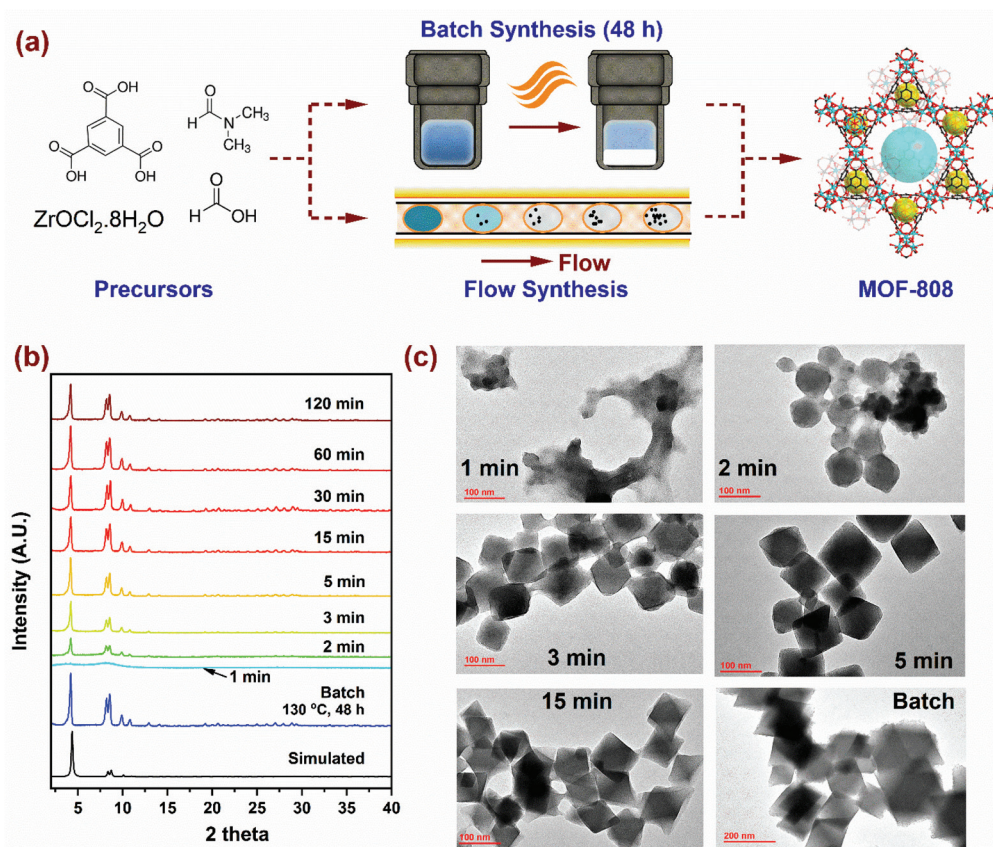 (a)
Batch Synthesis (48 h)
O
OH
O
HO
O
OH
H
O
N
CH₃
CH₃
O
H
OH
ZrOCl₂.8H₂O
Flow
Precursors
Flow Synthesis
MOF-808
(b)
Intensity (A.U.)
120 min
60 min
30 min
15 min
5 min
3 min
2 min
1 min
Batch
130 ºC, 48 h
Simulated
5 10 15 20 25 30 35 40
2 theta
(c)
1 min
100 nm
2 min
100 nm
3 min
100 nm
5 min
100 nm
15 min
100 nm
Batch
200 nm